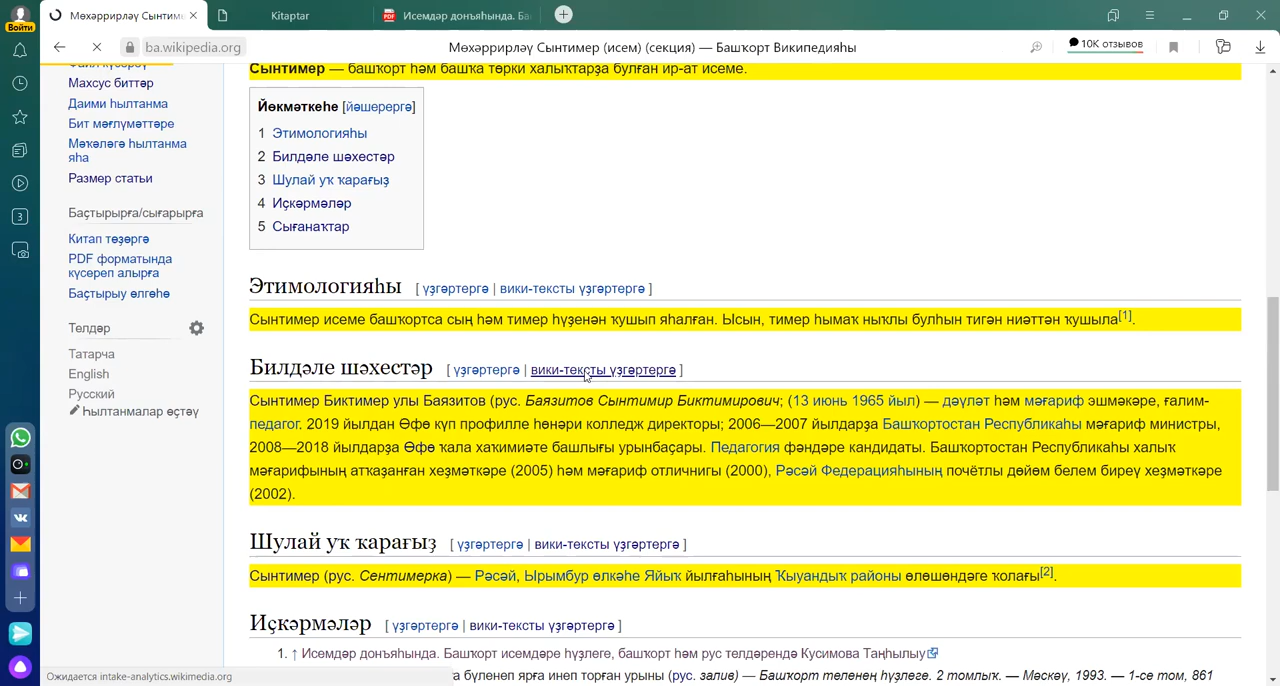 Мөхәррирләү Сынтим
Kitaptar
Исемдәр донъяһында. Ба
Войти
ba.wikipedia.org
Мөхәррирләү Сынтимер (исем) (секция) — Башҡорт Википедияһы
10K отзывов
Махсус биттәр
Даими һылтанма
Бит мәғлүмәттәре
Мәҡәләгә һылтанма
яһа
Размер статьи
Баҫтырырға/сығарырға
Китап төҙөргә
PDF форматында
күсереп алырға
Баҫтырыу өлгөһө
Телдәр
Татарча
English
Русский
Һылтанмалар өҫтәү
Сынтимер — башҡорт һәм башҡа төрки халыҡтарҙа булған ир-ат исеме.
Йөкмәткеһе [йәшерергә]
1 Этимологияһы
2 Билдәле шәхестәр
3 Шулай уҡ ҡарағыҙ
4 Иҫкәрмәләр
5 Сығанаҡтар
Этимологияһы [ үҙгәртергә | вики-тексты үҙгәртергә ]
Сынтимер исеме башҡортса сың һәм тимер һүҙенән ҡушып яһалған. Ысын, тимер һымаҡ ныҡлы булһын тигән ниәттән ҡушыла[1].
Билдәле шәхестәр [ үҙгәртергә | вики-тексты үҙгәртергә ]
Сынтимер Биктимер улы Баязитов (рус. Баязитов Сынтимир Биктимирович; (13 июнь 1965 йыл) — дәүләт һәм мәғариф эшмәкәре, ғалим-
педагог. 2019 йылдан Өфө күп профилле һөнәри колледж директоры; 2006—2007 йылдарҙа Башҡортостан Республикаһы мәғариф министры,
2008—2018 йылдарҙа Өфө ҡала хаҡимиәте башлығы урынбаҫары. Педагогия фәндәре кандидаты. Башҡортостан Республикаһы халыҡ
мәғарифының атҡаҙанған хеҙмәткәре (2005) һәм мәғариф отличнигы (2000), Рәсәй Федерацияһының почётлы дөйөм белем биреү хеҙмәткәре
(2002).
Шулай уҡ ҡарағыҙ [ үҙгәртергә | вики-тексты үҙгәртергә ]
Сынтимер (рус. Сентимерка) — Рәсәй, Ырымбур өлкәһе Яйыҡ йылғаһының Ҡыуандыҡ районы өлөшөндәге ҡолағы[2].
Иҫкәрмәләр [ үҙгәртергә | вики-тексты үҙгәртергә ]
1. ↑ Исемдәр донъяһында. Башҡорт исемдәре һүҙлеге, башҡорт һәм рус телдәрендә Кусимова Таңһылыу
а бүленеп ярға инеп торған урыны (рус. залив) — Башҡорт теленең һүҙлеге. 2 томлыҡ. — Мәскәү, 1993. — 1-се том, 861
Ожидается intake-analytics.wikimedia.org